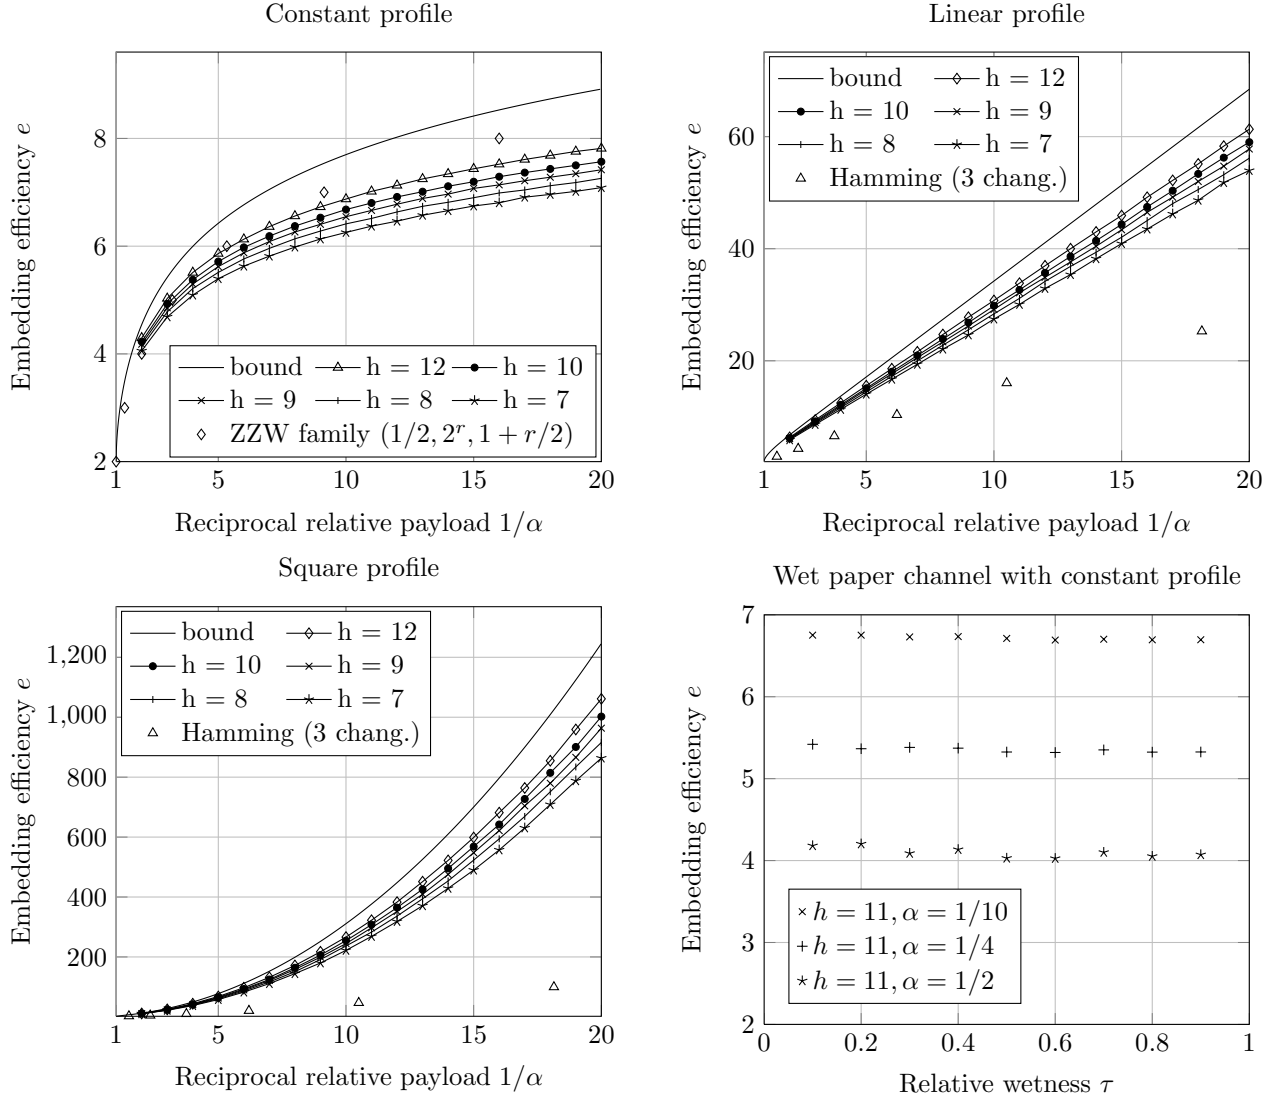 Constant profile
Embedding efficiency e
8
6
4
2
bound h = 12 h = 10
h = 9 h = 8 h = 7
ZZW family (1/2, 2^r, 1 + r/2)
1 5 10 15 20
Reciprocal relative payload 1/α
Linear profile
Embedding efficiency e
60
40
20
bound h = 12
h = 10 h = 9
h = 8 h = 7
Hamming (3 chang.)
1 5 10 15 20
Reciprocal relative payload 1/α
Square profile
Embedding efficiency e
1,200
1,000
800
600
400
200
bound h = 12
h = 10 h = 9
h = 8 h = 7
Hamming (3 chang.)
1 5 10 15 20
Reciprocal relative payload 1/α
Wet paper channel with constant profile
Embedding efficiency e
7
6
5
4
3
2
h = 11, α = 1/10
h = 11, α = 1/4
h = 11, α = 1/2
0 0.2 0.4 0.6 0.8 1
Relative wetness τ